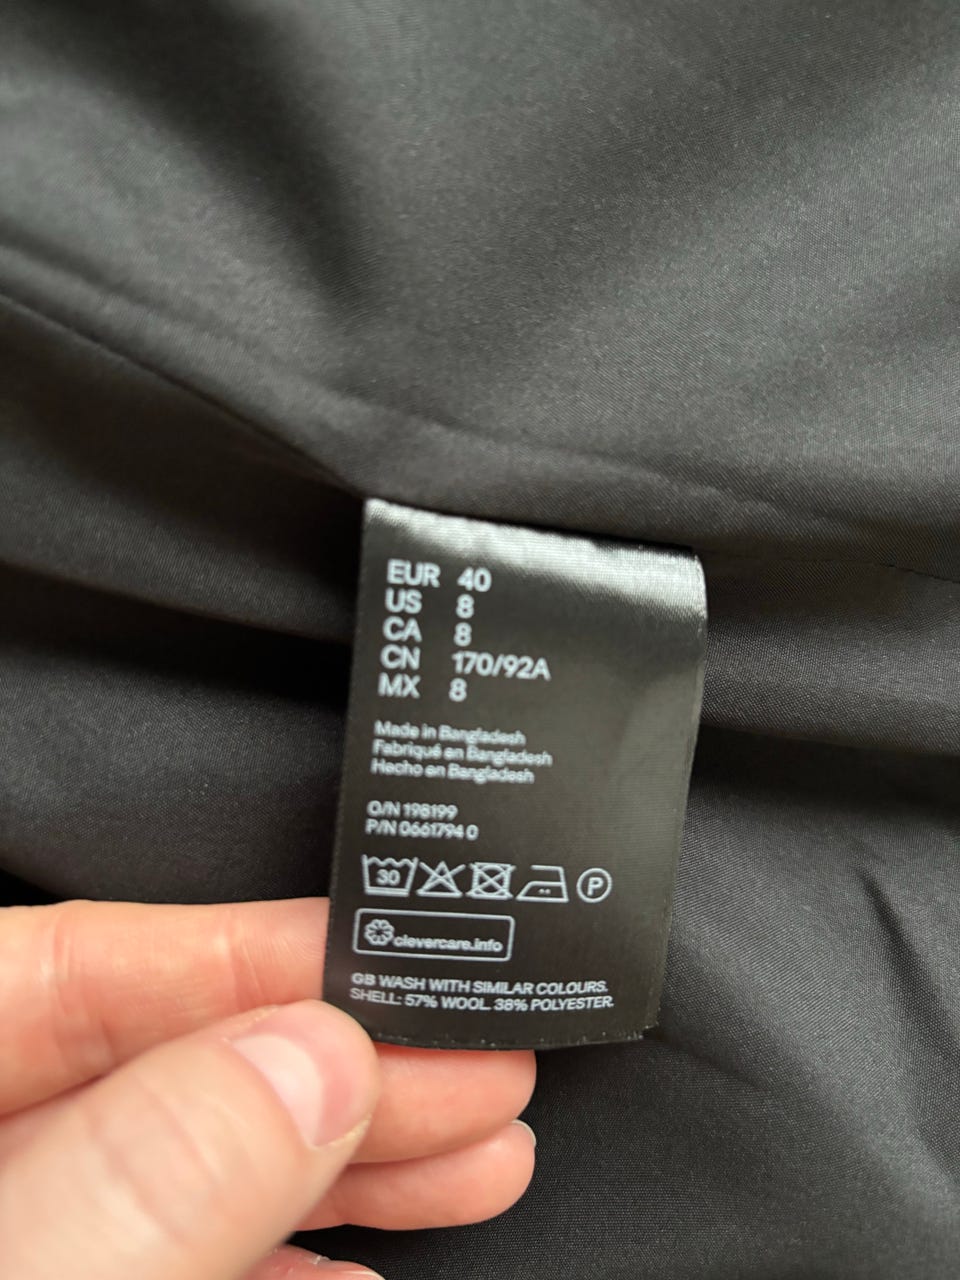 EUR 40
US 8
CA 8
CN 170/92A
MX 8
Made in Bangladesh
Fabriqué en Bangladesh
Hecho en Bangladesh
O/N 198199
P/N 0661794 0
30
P
clevercare.info
GB WASH WITH SIMILAR COLOURS.
SHELL: 57% WOOL. 38% POLYESTER.